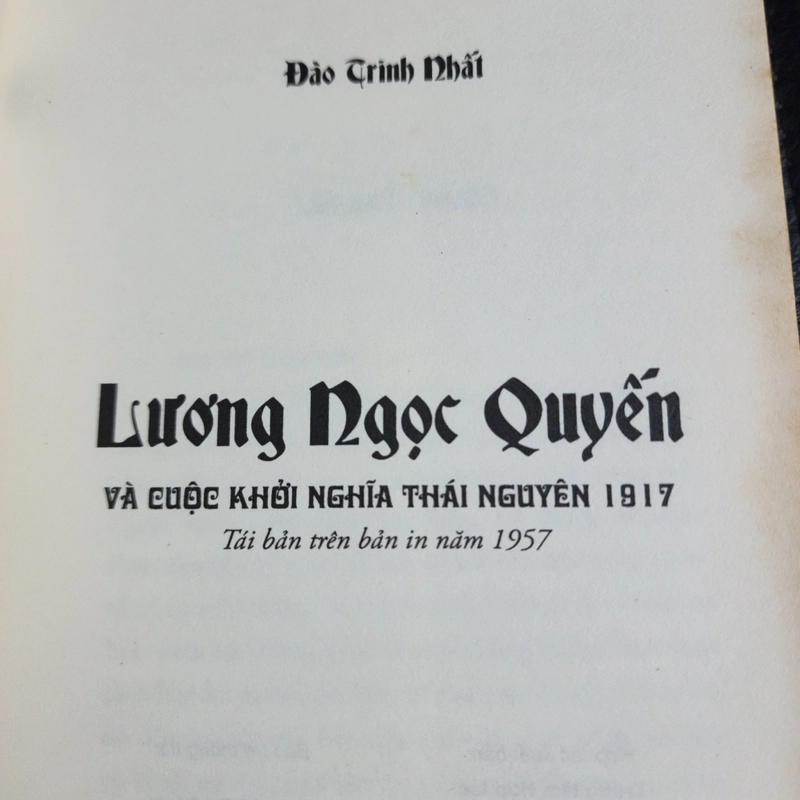 Đào Trinh Nhất
Lương Ngọc Quyến
VÀ CUỘC KHỞI NGHĨA THÁI NGUYÊN 1917
Tái bản trên bản in năm 1957